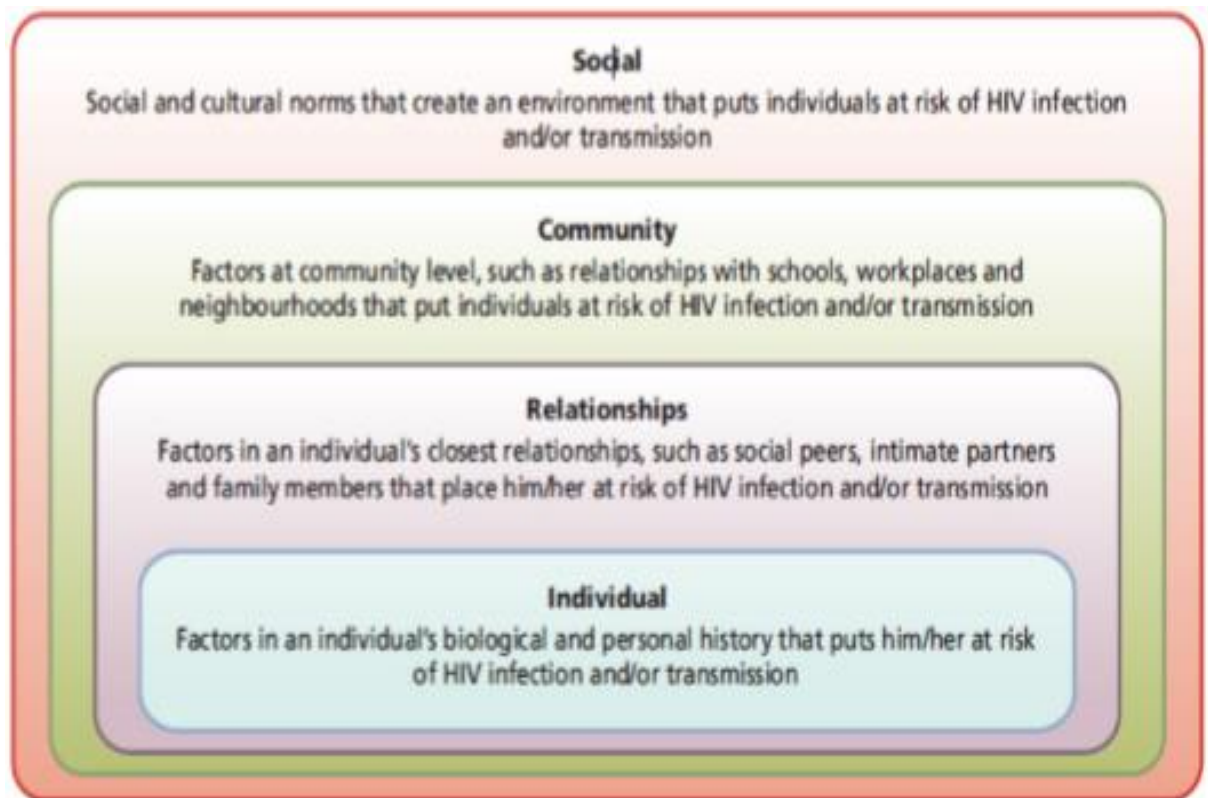 Social
Social and cultural norms that create an environment that puts individuals at risk of HIV infection
and/or transmission
Community
Factors at community level, such as relationships with schools, workplaces and
neighbourhoods that put individuals at risk of HIV infection and/or transmission
Relationships
Factors in an individual's closest relationships, such as social peers, intimate partners
and family members that place him/her at risk of HIV infection and/or transmission
Individual
Factors in an individual's biological and personal history that puts him/her at risk
of HIV infection and/or transmission